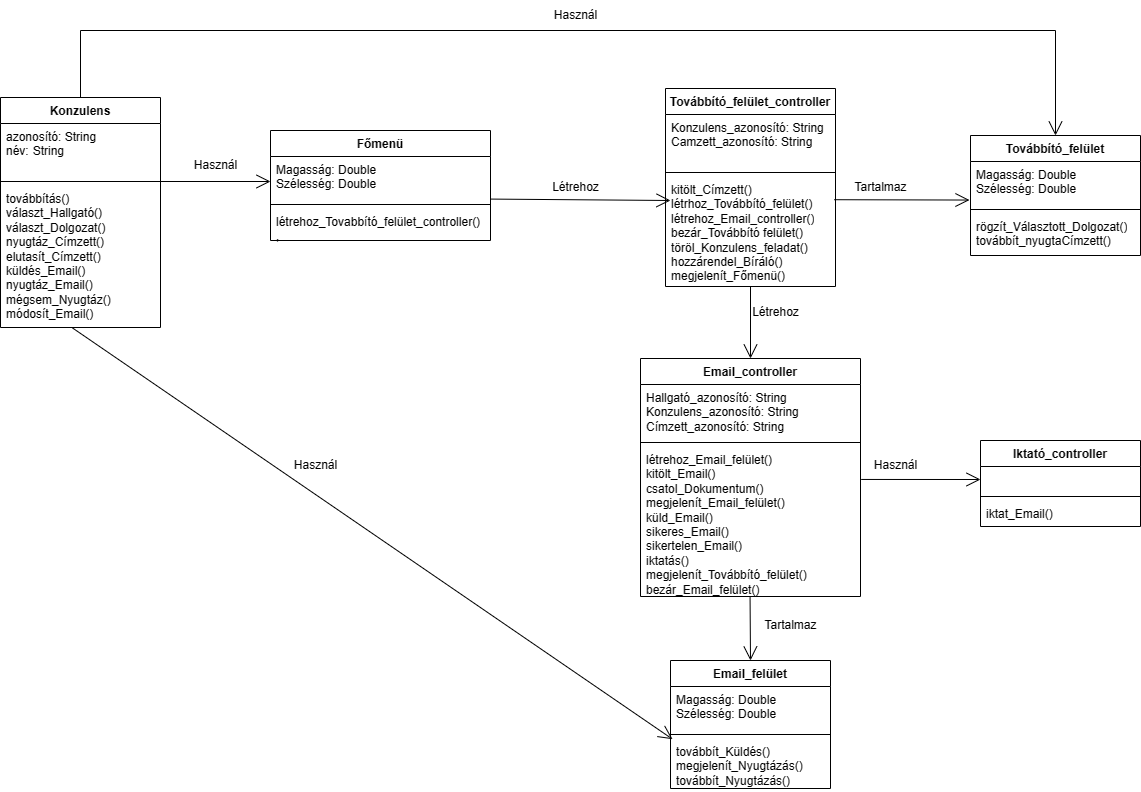 Használ
Konzulens
azonosító: String
név: String
továbbítás()
választ_Hallgató()
választ_Dolgozat()
nyugtáz_Címzett()
elutasít_Címzett()
küldés_Email()
nyugtáz_Email()
mégsem_Nyugtáz()
módosít_Email()
Használ
Főmenü
Magasság: Double
Szélesség: Double
létrehoz_Tovabbító_felület_controller()
Létrehoz
Továbbító_felület_controller
Konzulens_azonosító: String
Camzett_azonosító: String
kitölt_Címzett()
létrhoz_Továbbító_felület()
létrehoz_Email_controller()
bezár_Továbbító felület()
töröl_Konzulens_feladat()
hozzárendel_Bíráló()
megjelenít_Főmenü()
Tartalmaz
Továbbító_felület
Magasság: Double
Szélesség: Double
rögzít_Választott_Dolgozat()
továbbít_nyugtaCímzett()
Létrehoz
Email_controller
Hallgató_azonosító: String
Konzulens_azonosító: String
Címzett_azonosító: String
létrehoz_Email_felület()
kitölt_Email()
csatol_Dokumentum()
megjelenít_Email_felület()
küld_Email()
sikeres_Email()
sikertelen_Email()
iktatás()
megjelenít_Továbbító_felület()
bezár_Email_felület()
Használ
Iktató_controller
iktat_Email()
Használ
Tartalmaz
Email_felület
Magasság: Double
Szélesség: Double
továbbít_Küldés()
megjelenít_Nyugtázás()
továbbít_Nyugtázás()